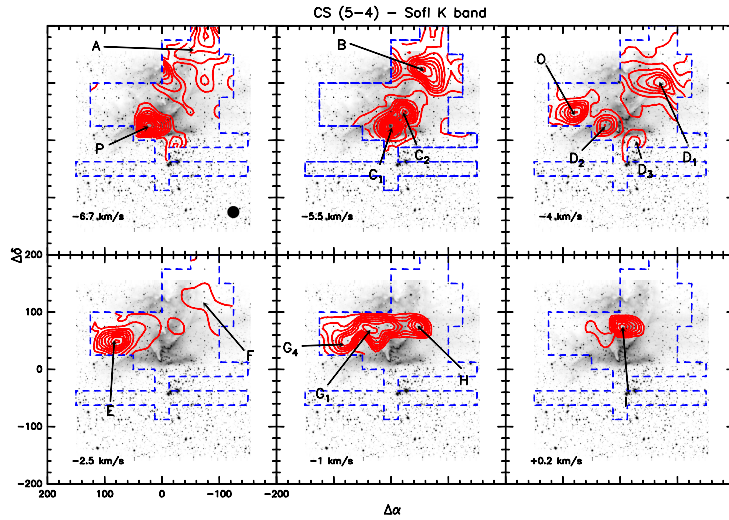 CS (5-4) - SofI K band
A
P
-6.7 km/s
B
C1
C2
-5.5 km/s
O
D2
D3
D1
-4 km/s
Δδ
200
100
0
-100
-200
E
F
-2.5 km/s
G4
G1
H
-1 km/s
I
+0.2 km/s
200 100 0 -100 -200
Δα